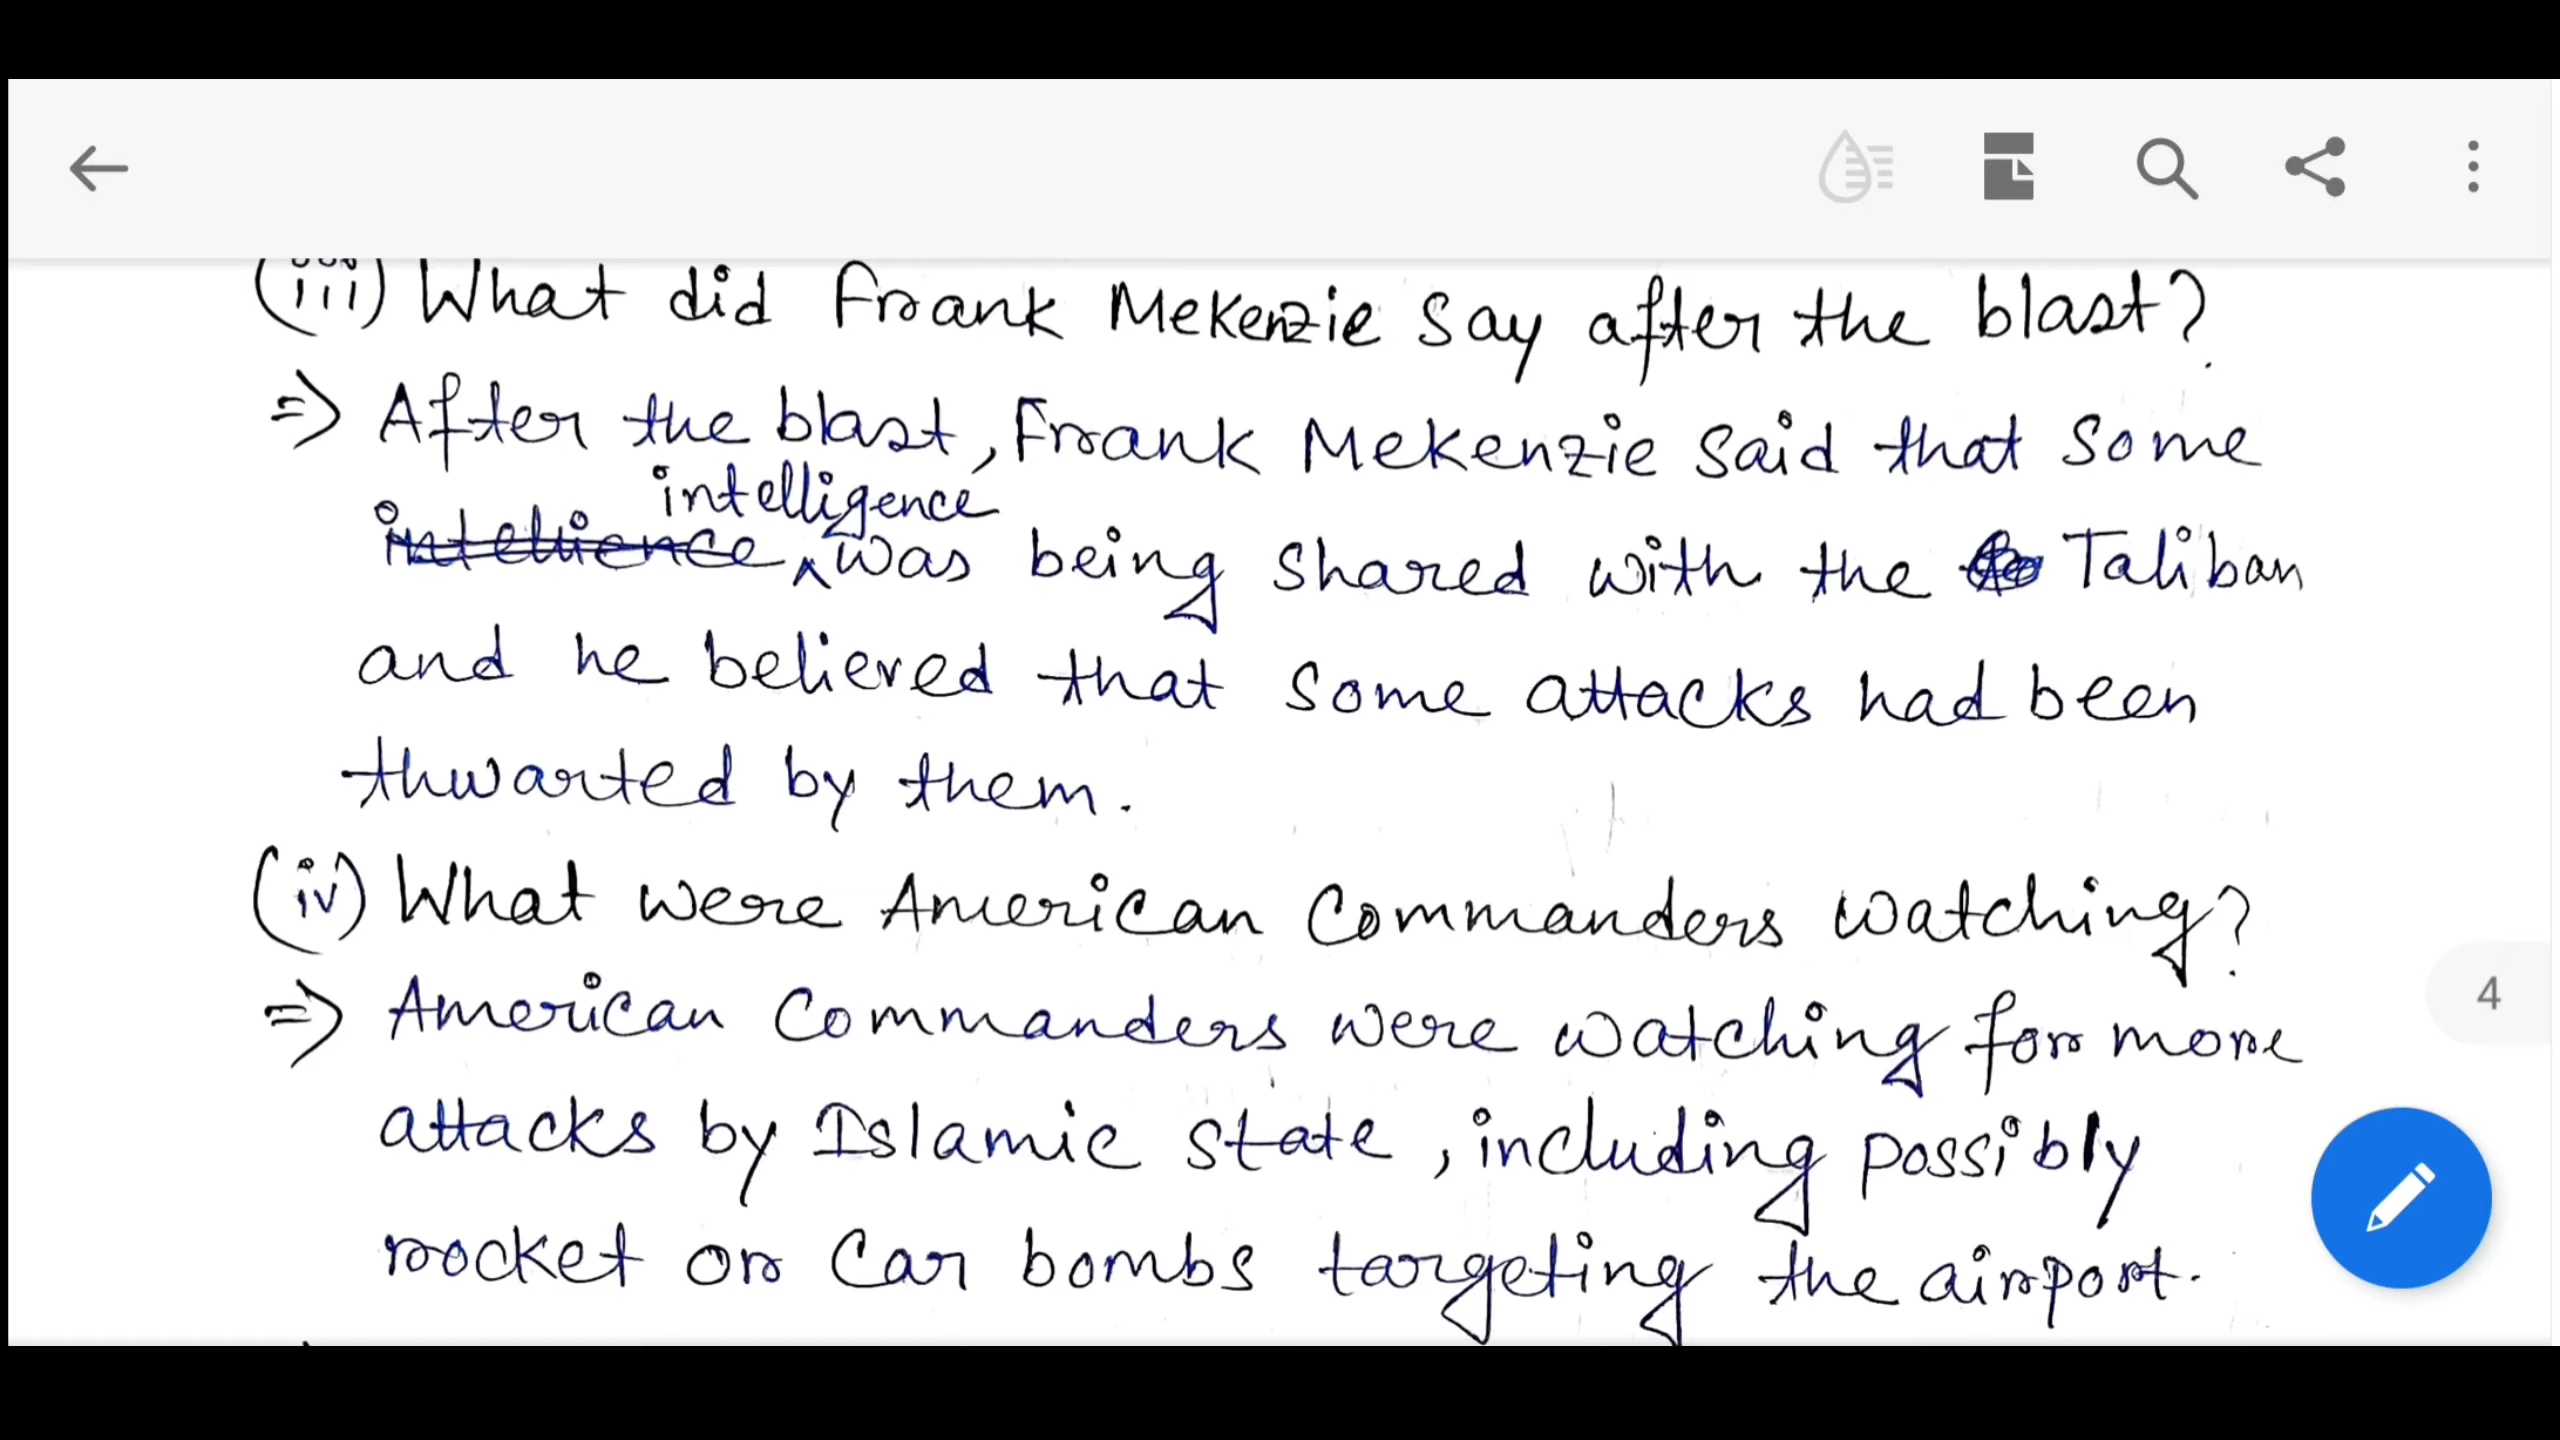 (iii) What did Frank Mekenzie say after the blast?
=> After the blast, Frank Mekenzie said that some
intelligence
intellience ^ was being shared with the Taliban
and he believed that some attacks had been
thwarted by them.
(iv) What were American Commanders watching?
=> American Commanders were watching for more
attacks by Islamic state, including possibly
rocket or Car bombs targeting the airport.
4